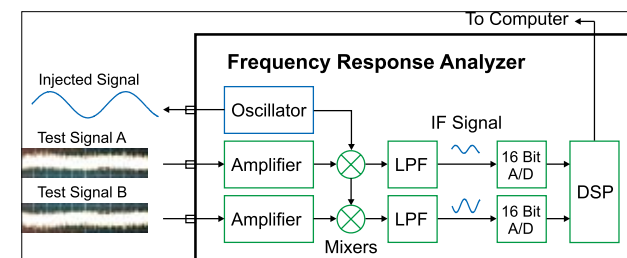 To Computer
Frequency Response Analyzer
Injected Signal
Oscillator
IF Signal
Test Signal A
Amplifier
LPF
16 Bit
A/D
DSP
Test Signal B
Amplifier
LPF
16 Bit
A/D
Mixers